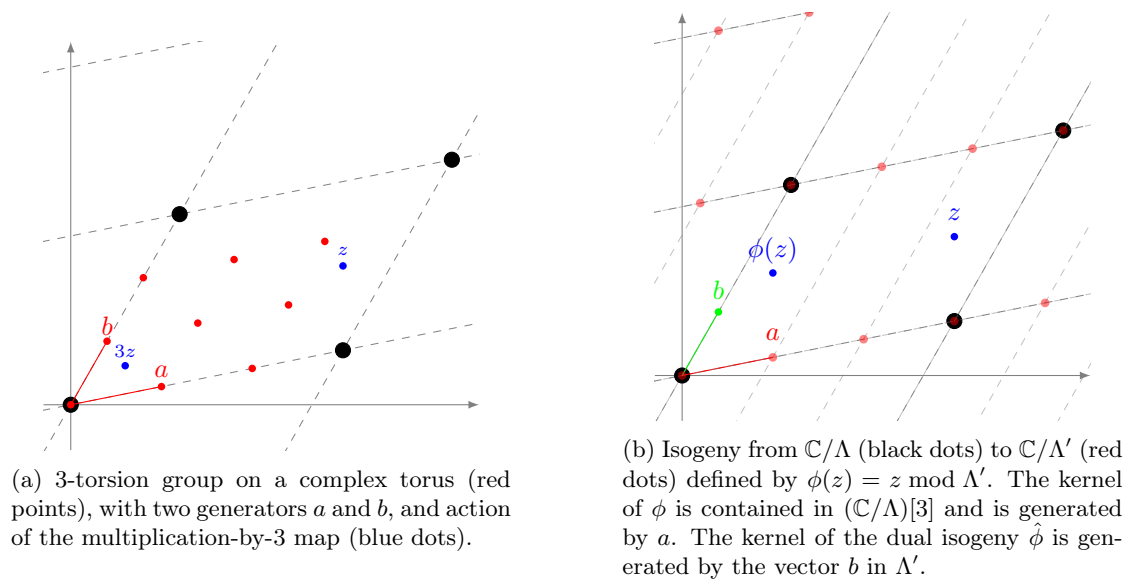 z
b
3z
a
z
ϕ(z)
b
a
(a) 3-torsion group on a complex torus (red
points), with two generators a and b, and action
of the multiplication-by-3 map (blue dots).
(b) Isogeny from ℂ/Λ (black dots) to ℂ/Λ′ (red
dots) defined by ϕ(z) = z mod Λ′. The kernel
of ϕ is contained in (ℂ/Λ)[3] and is generated
by a. The kernel of the dual isogeny ϕ̂ is gen-
erated by the vector b in Λ′.